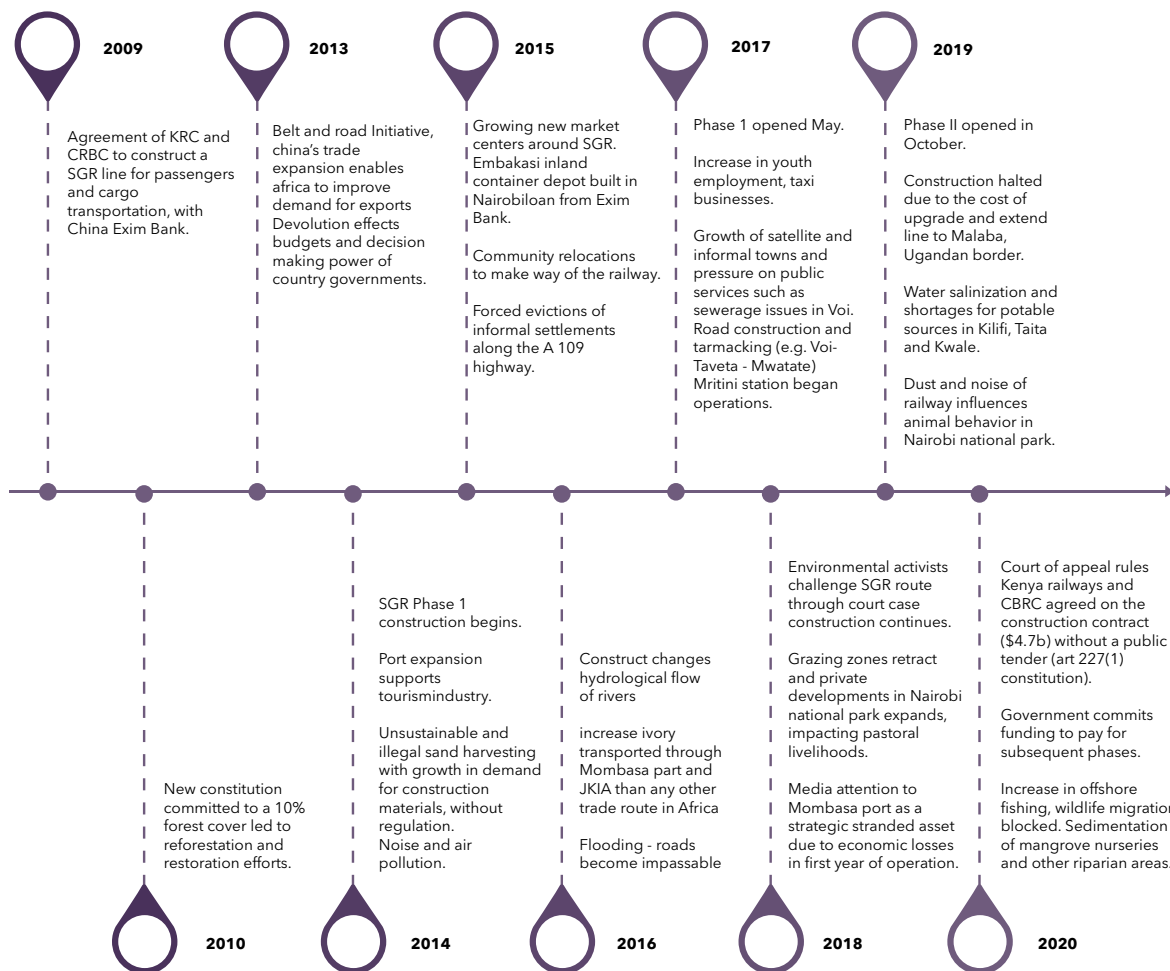 2009
Agreement of KRC and
CRBC to construct a
SGR line for passengers
and cargo
transportation, with
China Exim Bank.
2013
Belt and road Initiative,
china's trade
expansion enables
africa to improve
demand for exports
Devolution effects
budgets and decision
making power of
country governments.
2015
Growing new market
centers around SGR.
Embakasi inland
container depot built in
Nairobiloan from Exim
Bank.
Community relocations
to make way of the railway.
Forced evictions of
informal settlements
along the A 109
highway.
2017
Phase 1 opened May.
Increase in youth
employment, taxi
businesses.
Growth of satellite and
informal towns and
pressure on public
services such as
sewerage issues in Voi.
Road construction and
tarmacking (e.g. Voi-
Taveta - Mwatate)
Mritini station began
operations.
2019
Phase II opened in
October.
Construction halted
due to the cost of
upgrade and extend
line to Malaba,
Ugandan border.
Water salinization and
shortages for potable
sources in Kilifi, Taita
and Kwale.
Dust and noise of
railway influences
animal behavior in
Nairobi national park.
New constitution
committed to a 10%
forest cover led to
reforestation and
restoration efforts.
2010
SGR Phase 1
construction begins.
Port expansion
supports
tourismindustry.
Unsustainable and
illegal sand harvesting
with growth in demand
for construction
materials, without
regulation.
Noise and air
pollution.
2014
Construct changes
hydrological flow
of rivers
increase ivory
transported through
Mombasa part and
JKIA than any other
trade route in Africa
Flooding - roads
become impassable
2016
Environmental activists
challenge SGR route
through court case
construction continues.
Grazing zones retract
and private
developments in Nairobi
national park expands,
impacting pastoral
livelihoods.
Media attention to
Mombasa port as a
strategic stranded asset
due to economic losses
in first year of operation.
2018
Court of appeal rules
Kenya railways and
CBRC agreed on the
construction contract
($4.7b) without a public
tender (art 227(1)
constitution).
Government commits
funding to pay for
subsequent phases.
Increase in offshore
fishing, wildlife migration
blocked. Sedimentation
of mangrove nurseries
and other riparian areas.
2020